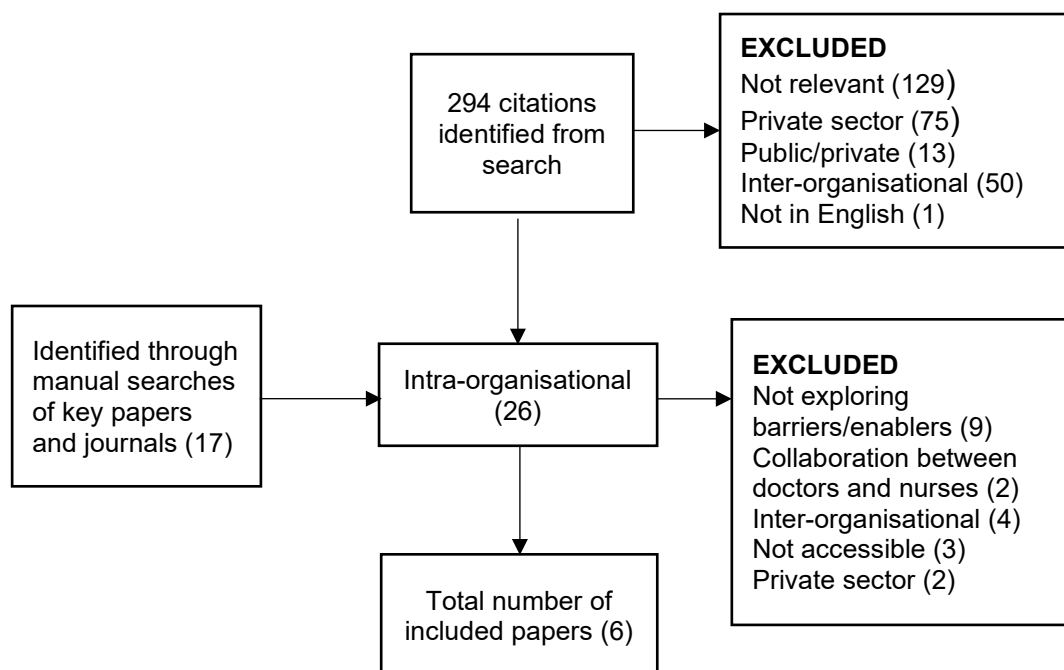 294 citations
identified from
search
EXCLUDED
Not relevant (129)
Private sector (75)
Public/private (13)
Inter-organisational (50)
Not in English (1)
Identified through
manual searches
of key papers
and journals (17)
Intra-organisational
(26)
EXCLUDED
Not exploring
barriers/enablers (9)
Collaboration between
doctors and nurses (2)
Inter-organisational (4)
Not accessible (3)
Private sector (2)
Total number of
included papers (6)